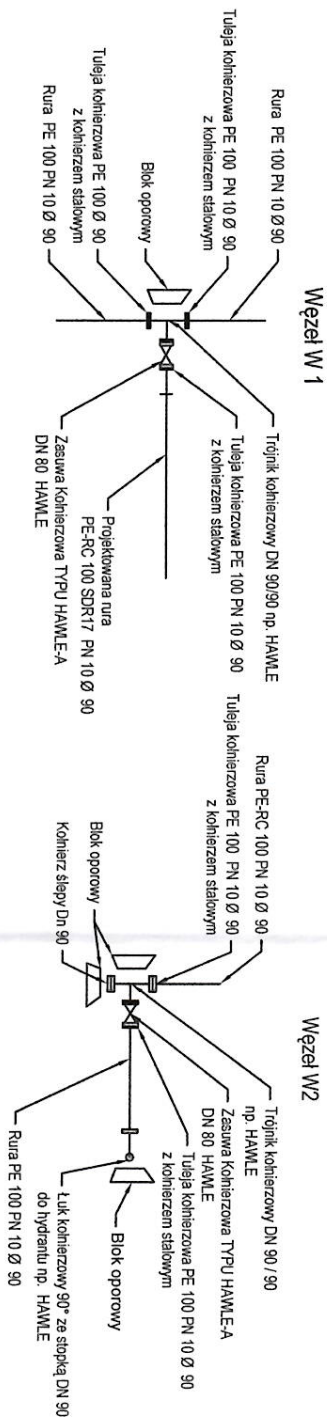 Węzeł W 1
Rura PE 100 PN 10 Ø 90
Tuleja kołnierzowa PE 100 PN 10 Ø 90
z kołnierzem stalowym
Blok oporowy
Tuleja kołnierzowa PE 100 Ø 90
z kołnierzem stalowym
Rura PE 100 PN 10 Ø 90
Trójnik kołnierzowy DN 90/90 np. HAWLE
Tuleja kołnierzowa PE 100 PN 10 Ø 90
z kołnierzem stalowym
Projektowana rura
PE-RC 100 SDR17 PN 10 Ø 90
Zasuwa Kołnierzowa TYPU HAWLE-A
DN 80 HAWLE
Węzeł W2
Rura PE-RC 100 PN 10 Ø 90
Tuleja kołnierzowa PE 100 PN 10 Ø 90
z kołnierzem stalowym
Blok oporowy
Kołnierz ślepy Dn 90
Trójnik kołnierzowy DN 90 / 90
np. HAWLE
Zasuwa Kołnierzowa TYPU HAWLE-A
DN 80 HAWLE
Tuleja kołnierzowa PE 100 PN 10 Ø 90
z kołnierzem stalowym
Blok oporowy
Łuk kołnierzowy 90° ze stopką DN 90
do hydrantu np. HAWLE
Rura PE 100 PN 10 Ø 90